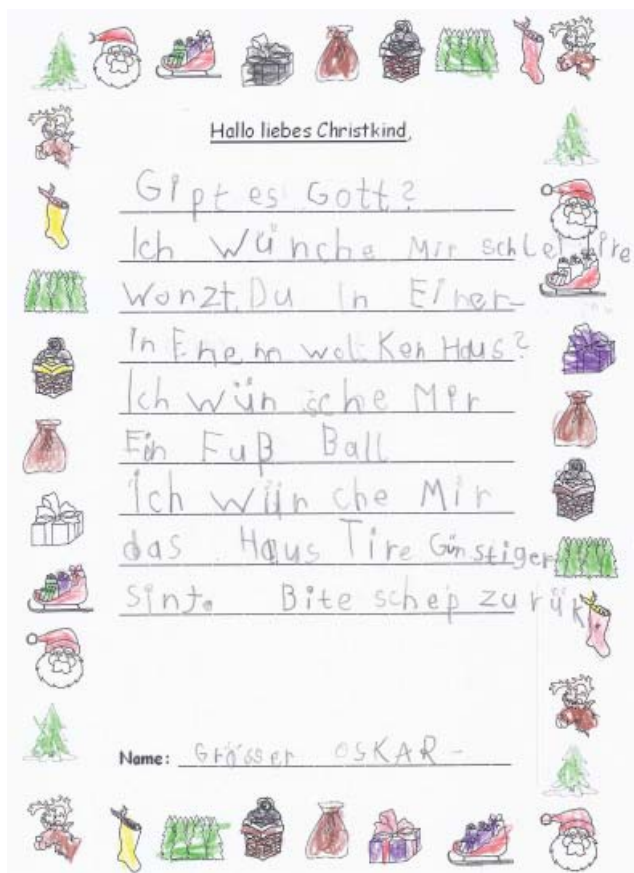 Hallo liebes Christkind,
Gipt es Gott?
Ich Wünche Mir schleihtire
Wonzt Du In Einer-
In Enem wolken Haus?
Ich wün sche Mir
Ein Fuß Ball
Ich wün che Mir
das Haus Tire Günstiger
Sint. Bite schep zurük
Name: Grösser OSKAR-